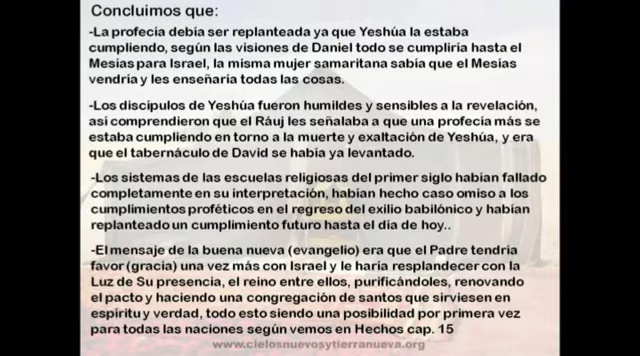 Concluimos que:
-La profecía debía ser replanteada ya que Yeshúa la estaba
cumpliendo, según las visiones de Daniel todo se cumpliría hasta el
Mesías para Israel, la misma mujer samaritana sabía que el Mesías
vendría y les enseñaría todas las cosas.
-Los discípulos de Yeshúa fueron humildes y sensibles a la revelación,
así comprendieron que el Rúaj les señalaba a que una profecía más se
estaba cumpliendo en torno a la muerte y exaltación de Yeshúa, y era
que el tabernáculo de David se había ya levantado.
-Los sistemas de las escuelas religiosas del primer siglo habían fallado
completamente en su interpretación, habían hecho caso omiso a los
cumplimientos proféticos en el regreso del exilio babilónico y habían
replanteado un cumplimiento futuro hasta el día de hoy..
-El mensaje de la buena nueva (evangelio) era que el Padre tendría
favor (gracia) una vez más con Israel y le haría resplandecer con la
Luz de Su presencia, el reino entre ellos, purificándoles, renovando
el pacto y haciendo una congregación de santos que sirviesen en
espíritu y verdad, todo esto siendo una posibilidad por primera vez
para todas las naciones según vemos en Hechos cap. 15
www.cielosnuevosytierranueva.org